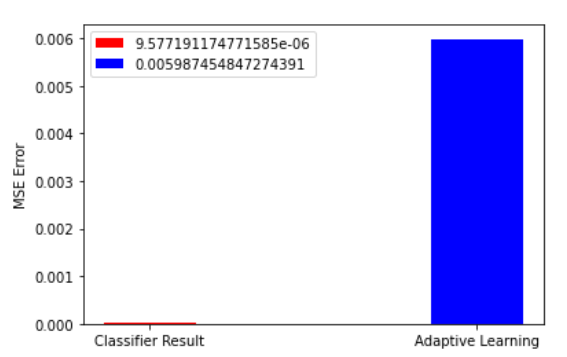 9.577191174771585e-06
0.005987454847274391
0.006
0.005
0.004
0.003
0.002
0.001
0.000
MSE Error
Classifier Result
Adaptive Learning